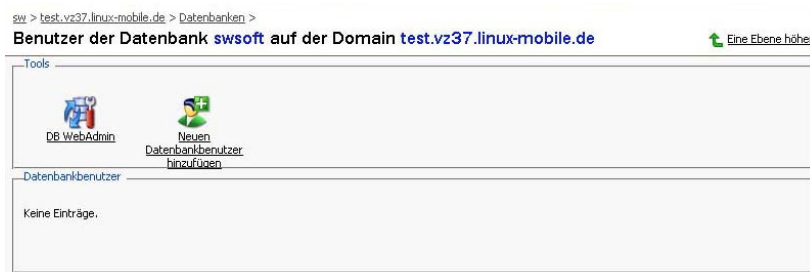 sw > test.vz37.linux-mobile.de > Datenbanken >
Benutzer der Datenbank swsoft auf der Domain test.vz37.linux-mobile.de
Eine Ebene höher
Tools
DB WebAdmin
Neuen
Datenbankbenutzer
hinzufügen
Datenbankbenutzer
Keine Einträge.